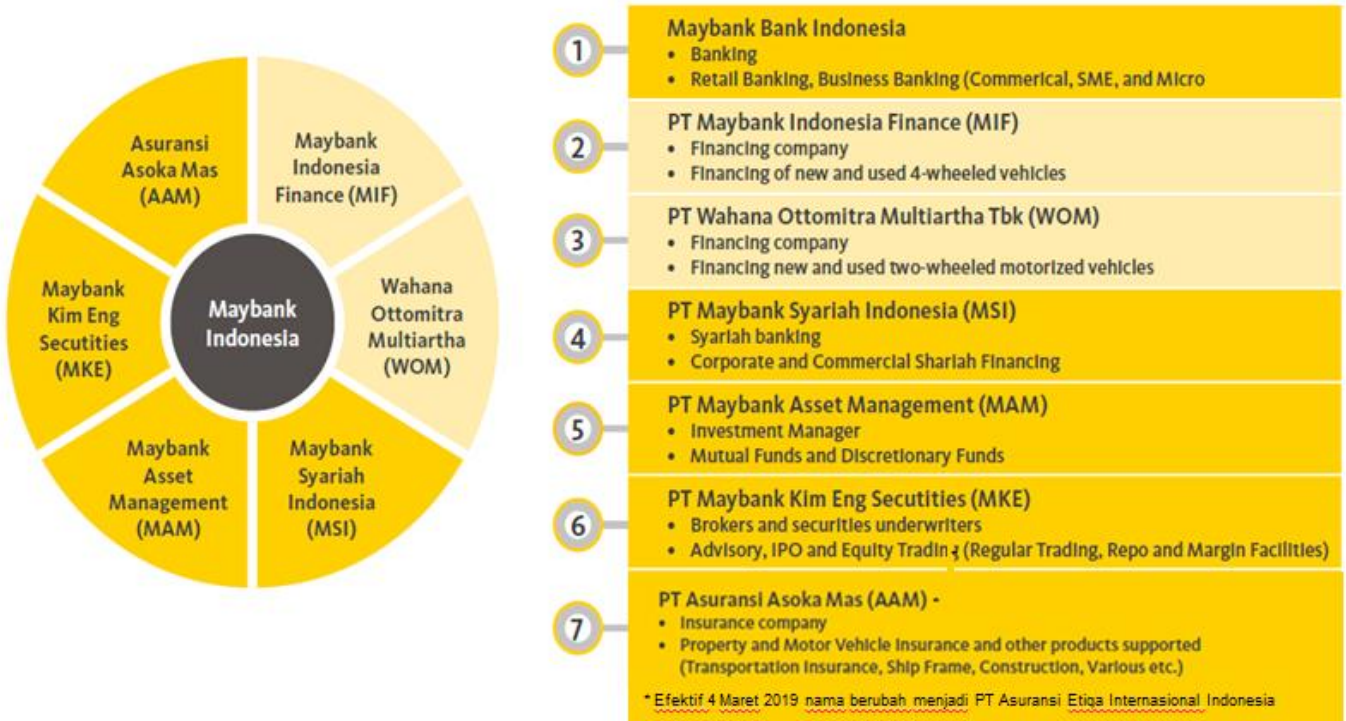 Asuransi
Asoka Mas
(AAM)
Maybank
Indonesia
Finance (MIF)
Maybank
Kim Eng
Secutities
(MKE)
Maybank
Indonesia
Wahana
Ottomitra
Multiartha
(WOM)
Maybank
Asset
Management
(MAM)
Maybank
Syariah
Indonesia
(MSI)
1
Maybank Bank Indonesia
• Banking
• Retail Banking, Business Banking (Commerical, SME, and Micro
2
PT Maybank Indonesia Finance (MIF)
• Financing company
• Financing of new and used 4-wheeled vehicles
3
PT Wahana Ottomitra Multiartha Tbk (WOM)
• Financing company
• Financing new and used two-wheeled motorized vehicles
4
PT Maybank Syariah Indonesia (MSI)
• Syariah banking
• Corporate and Commercial Shariah Financing
5
PT Maybank Asset Management (MAM)
• Investment Manager
• Mutual Funds and Discretionary Funds
6
PT Maybank Kim Eng Secutities (MKE)
• Brokers and securities underwriters
• Advisory, IPO and Equity Trading (Regular Trading, Repo and Margin Facilities)
7
PT Asuransi Asoka Mas (AAM) -
• Insurance company
• Property and Motor Vehicle Insurance and other products supported
(Transportation Insurance, Ship Frame, Construction, Various etc.)
* Efektif 4 Maret 2019 nama berubah menjadi PT Asuransi Etiqa Internasional Indonesia